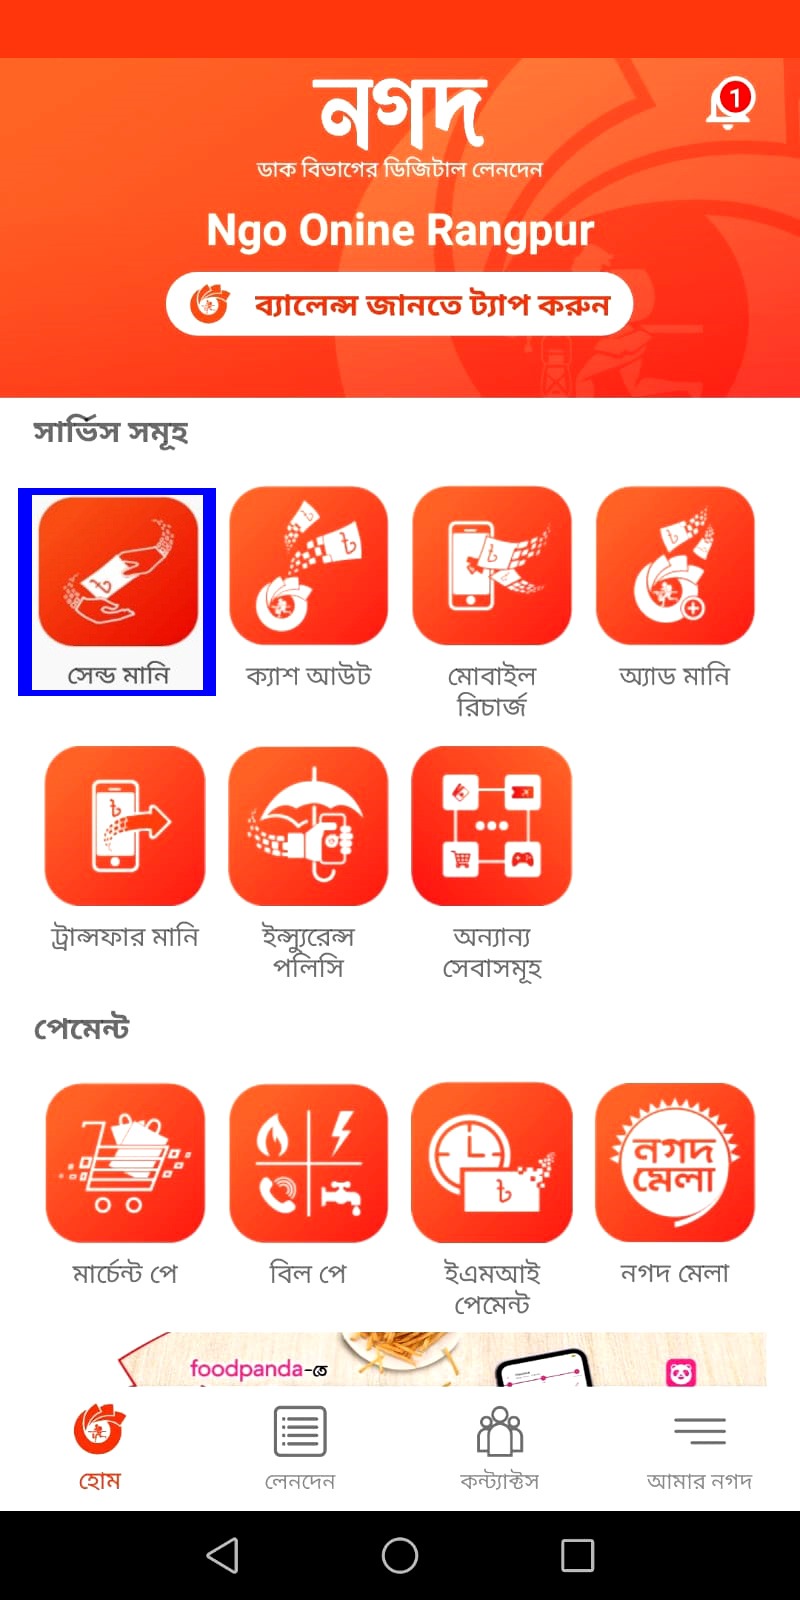 নগদ
1
ডাক বিভাগের ডিজিটাল লেনদেন
Ngo Onine Rangpur
ব্যালেন্স জানতে ট্যাপ করুন
সার্ভিস সমূহ
সেন্ড মানি
ক্যাশ আউট
মোবাইল
রিচার্জ
অ্যাড মানি
ট্রান্সফার মানি
ইন্স্যুরেন্স
পলিসি
অন্যান্য
সেবাসমূহ
পেমেন্ট
নগদ
মেলা
মার্চেন্ট পে
বিল পে
ইএমআই
পেমেন্ট
নগদ মেলা
foodpanda-তে
হোম
লেনদেন
কন্ট্যাক্টস
আমার নগদ